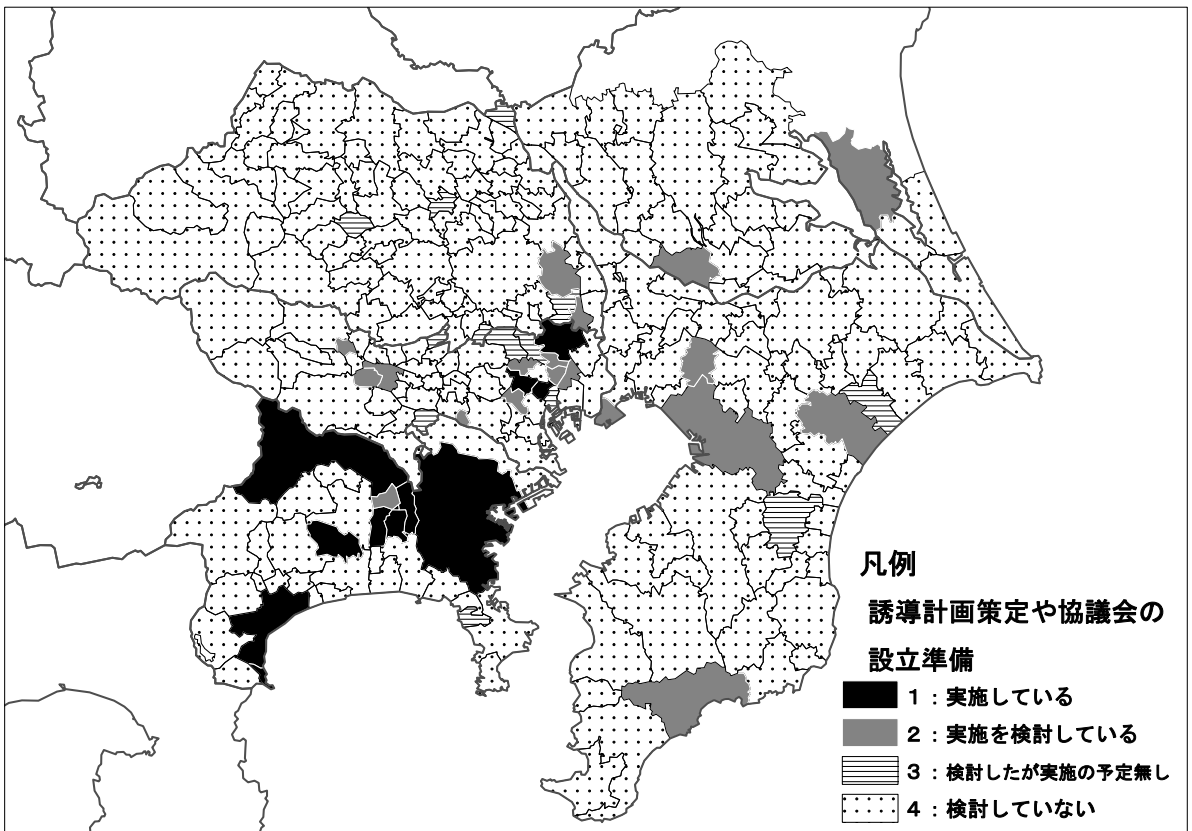 凡例
誘導計画策定や協議会の
設立準備
1：実施している
2：実施を検討している
3：検討したが実施の予定無し
4：検討していない